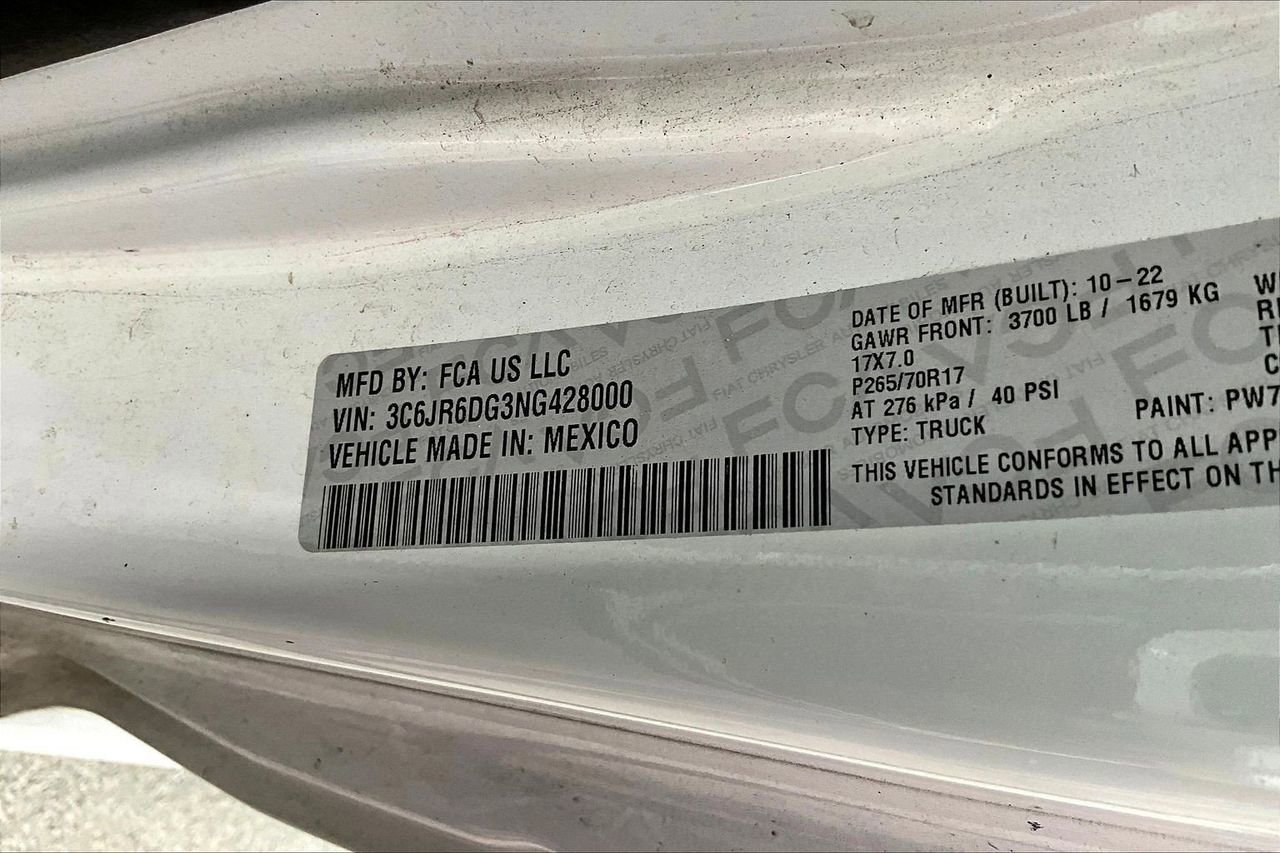 MFD BY: FCA US LLC
VIN: 3C6JR6DG3NG428000
VEHICLE MADE IN: MEXICO
DATE OF MFR (BUILT): 10-22
GAWR FRONT: 3700 LB / 1679 KG
17X7.0
P265/70R17
AT 276 kPa / 40 PSI
TYPE: TRUCK
PAINT: PW7
THIS VEHICLE CONFORMS TO ALL APP
STANDARDS IN EFFECT ON TH